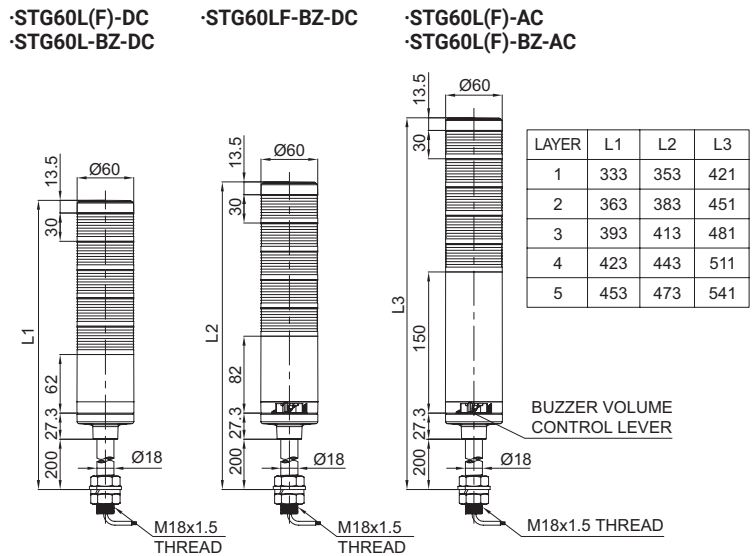 ·STG60L(F)-DC
·STG60L-BZ-DC
·STG60LF-BZ-DC
·STG60L(F)-AC
·STG60L(F)-BZ-AC
13.5
Ø60
30
L1
62
27.3
200
Ø18
M18x1.5
THREAD
13.5
Ø60
30
L2
82
27.3
200
Ø18
M18x1.5
THREAD
13.5
Ø60
30
L3
150
27.3
200
Ø18
M18x1.5 THREAD
BUZZER VOLUME
CONTROL LEVER
LAYER L1 L2 L3
1 333 353 421
2 363 383 451
3 393 413 481
4 423 443 511
5 453 473 541